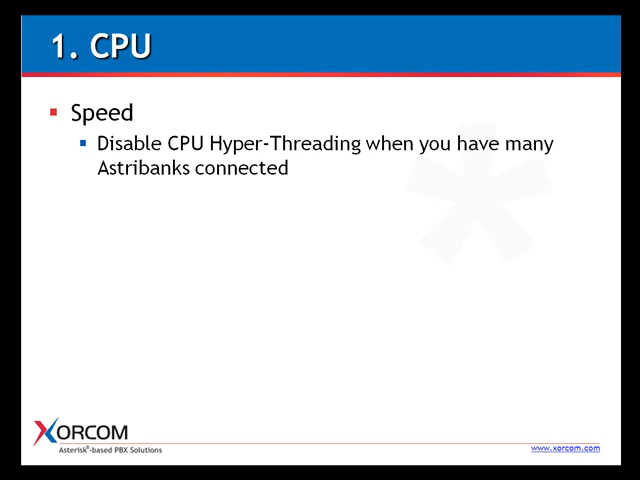 1. CPU
Speed
Disable CPU Hyper-Threading when you have many
Astribanks connected
XORCOM
Asterisk®-based PBX Solutions
www.xorcom.com